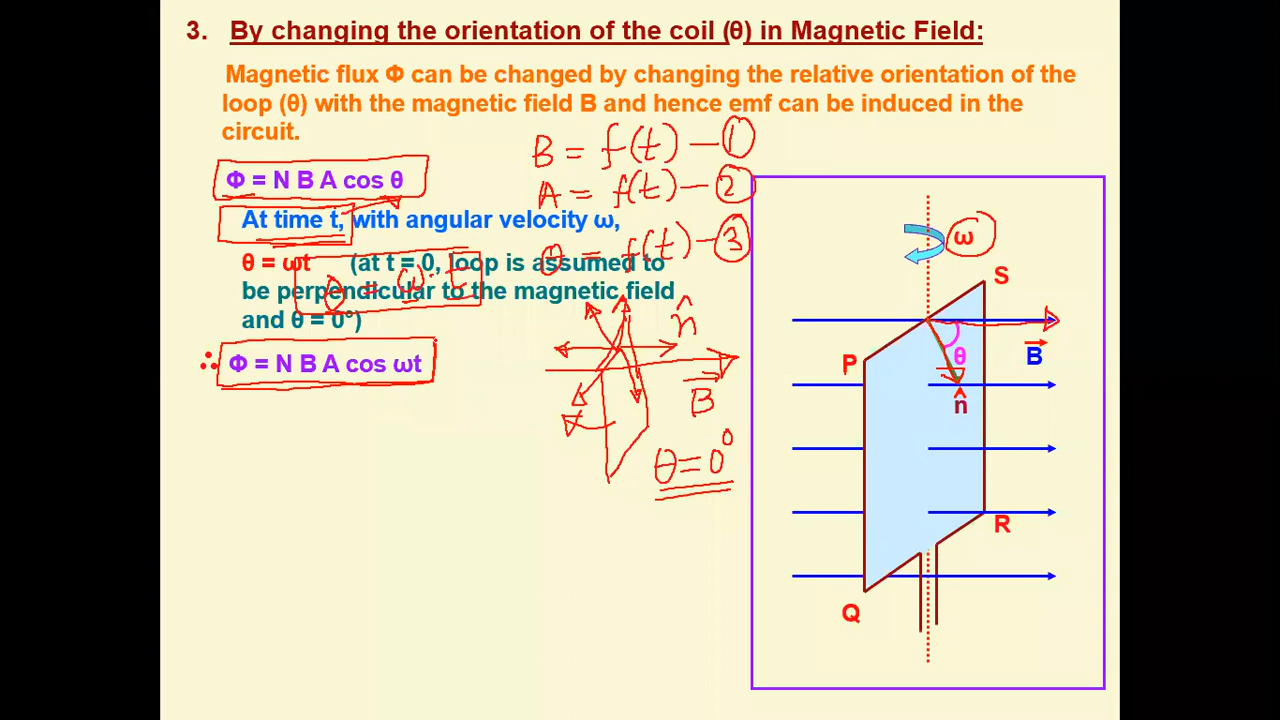 3. By changing the orientation of the coil (θ) in Magnetic Field:
Magnetic flux Φ can be changed by changing the relative orientation of the
loop (θ) with the magnetic field B and hence emf can be induced in the
circuit.
Φ = N B A cos θ
At time t, with angular velocity ω,
θ = ωt (at t = 0, loop is assumed to
be perpendicular to the magnetic field
and θ = 0°)
∴ Φ = N B A cos ωt
B = f(t) – 1
A = f(t) – 2
θ = f(t) – 3
θ = ω · t
n̂
B⃗
θ = 0°
ω
S
P
θ
B⃗
n̂
R
Q